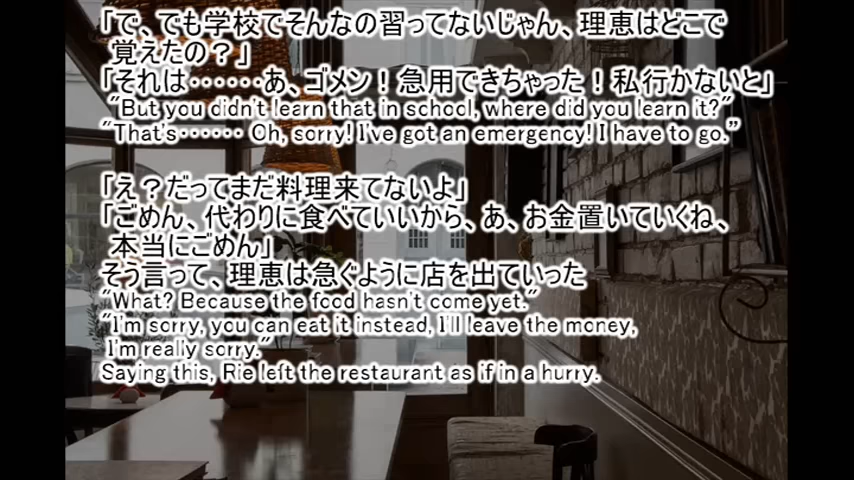 「で、でも学校でそんなの習ってないじゃん、理恵はどこで
覚えたの？」
「それは・・・・・・あ、ゴメン！急用できちゃった！私行かないと」
"But you didn't learn that in school, where did you learn it?"
"That's・・・・・・ Oh, sorry! I've got an emergency! I have to go.”
「え？だってまだ料理来てないよ」
「ごめん、代わりに食べていいから、あ、お金置いていくね、
本当にごめん」
そう言って、理恵は急ぐように店を出ていった
"What? Because the food hasn't come yet."
"I'm sorry, you can eat it instead, I'll leave the money,
I'm really sorry."
Saying this, Rie left the restaurant as if in a hurry.